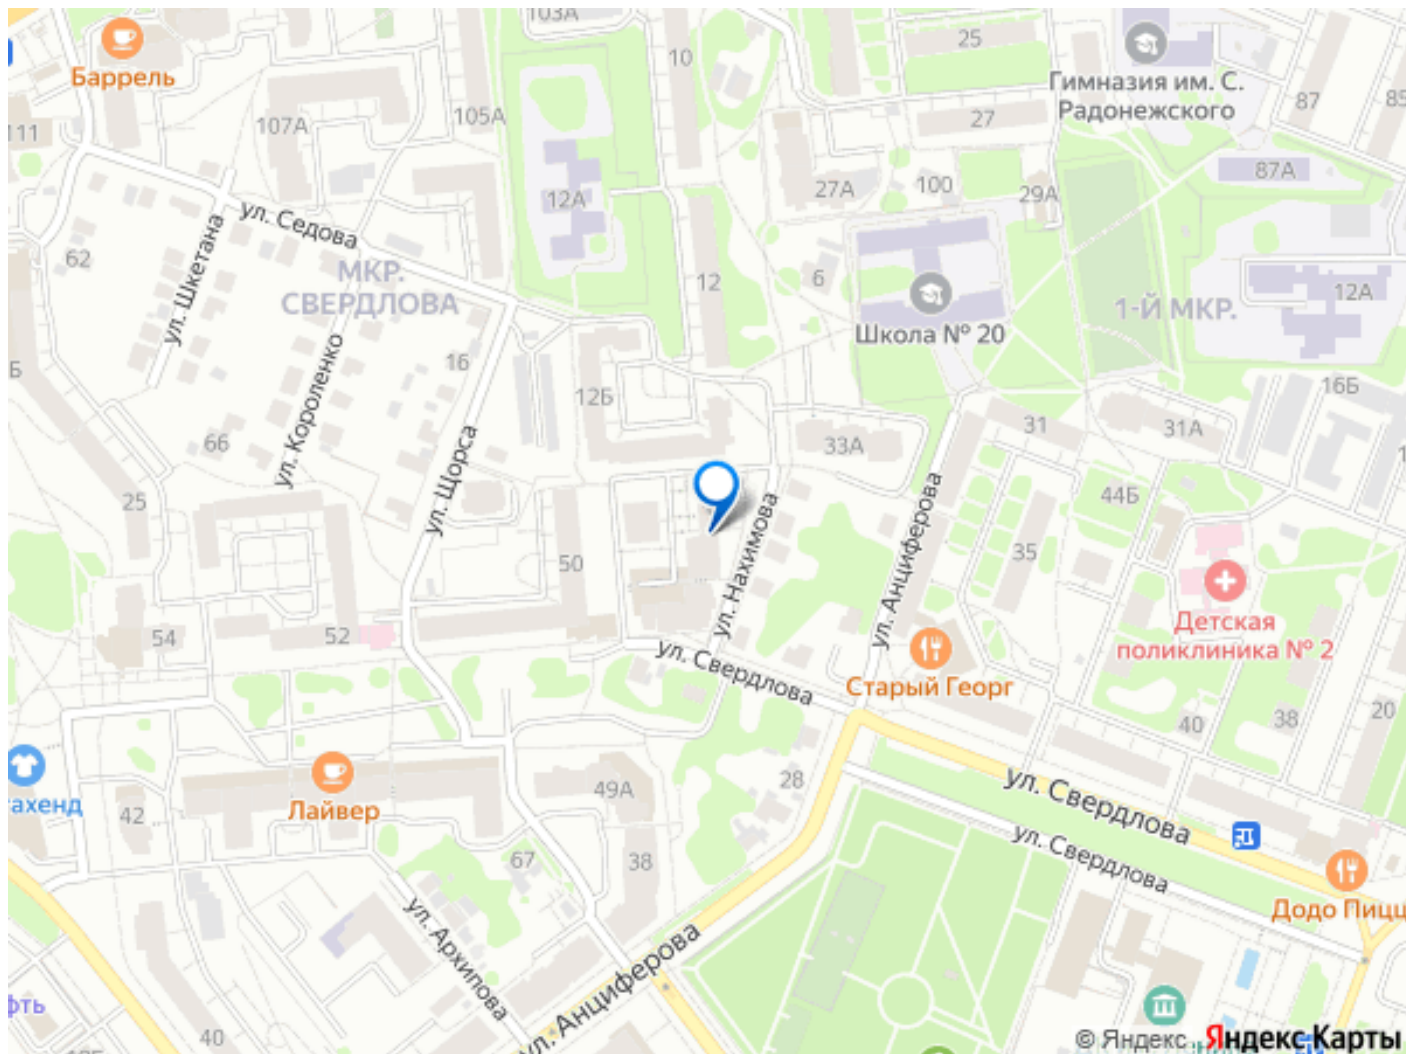 103А
10
25
Баррель
Гимназия им. С.
Радонежского
87
85
111
107А
105А
27
87А
12А
27А
100
29А
ул. Седова
ул. Шкетана
62
МКР.
СВЕРДЛОВА
12
6
1-Й МКР.
12А
Школа № 20
16
ул. Короленко
12Б
16Б
66
ул. Щорса
33А
31
31А
25
44Б
ул. Нахимова
ул. Анциферова
50
35
54
52
Детская
поликлиника № 2
ул. Свердлова
Старый Георг
40
38
20
28
49А
ул. Свердлова
Лайвер
тахенд
42
ул. Свердлова
67
38
Додо Пицц
ул. Архипова
ул. Анциферова
40
© Яндекс
Яндекс Карты